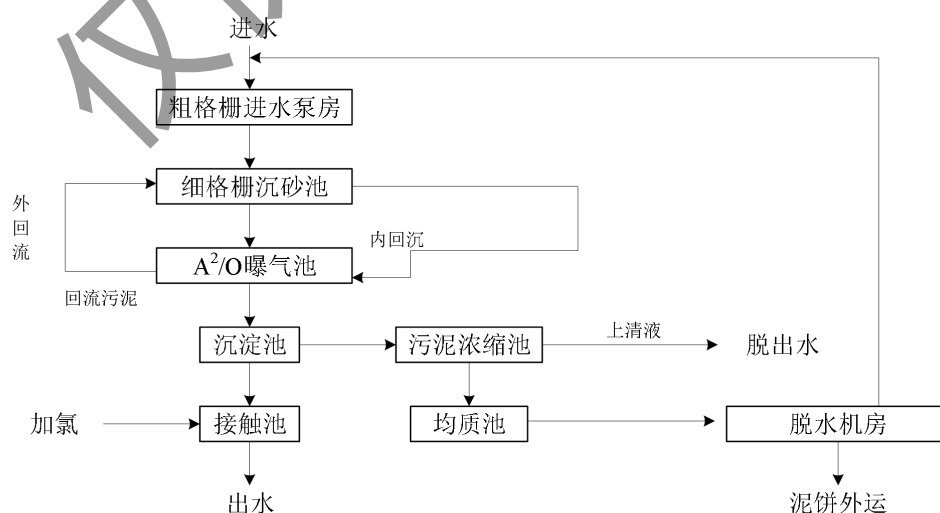 仅
进水
粗格栅进水泵房
细格栅沉砂池
外
回
流
内回沉
A²/O曝气池
回流污泥
沉淀池
污泥浓缩池
上清液
脱出水
加氯
接触池
均质池
脱水机房
出水
泥饼外运